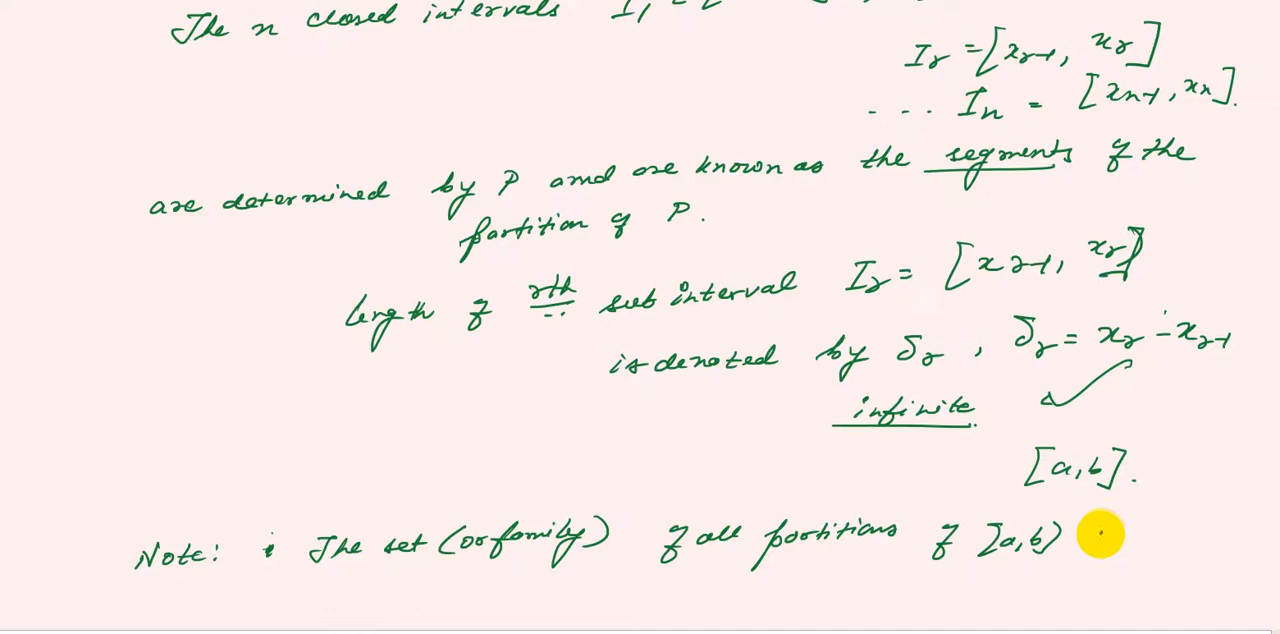 The n closed intervals I₁ = [
Iᵣ = [xᵣ₋₁, xᵣ]
. . . . Iₙ = [xₙ₋₁, xₙ].
are determined by P and are known as the segments of the
partition of P.
length of rth sub interval Iᵣ = [xᵣ₋₁, xᵣ]
is denoted by δᵣ, δᵣ = xᵣ - xᵣ₋₁
infinite.
[a, b].
Note: The set (or family) of all partitions of [a, b)